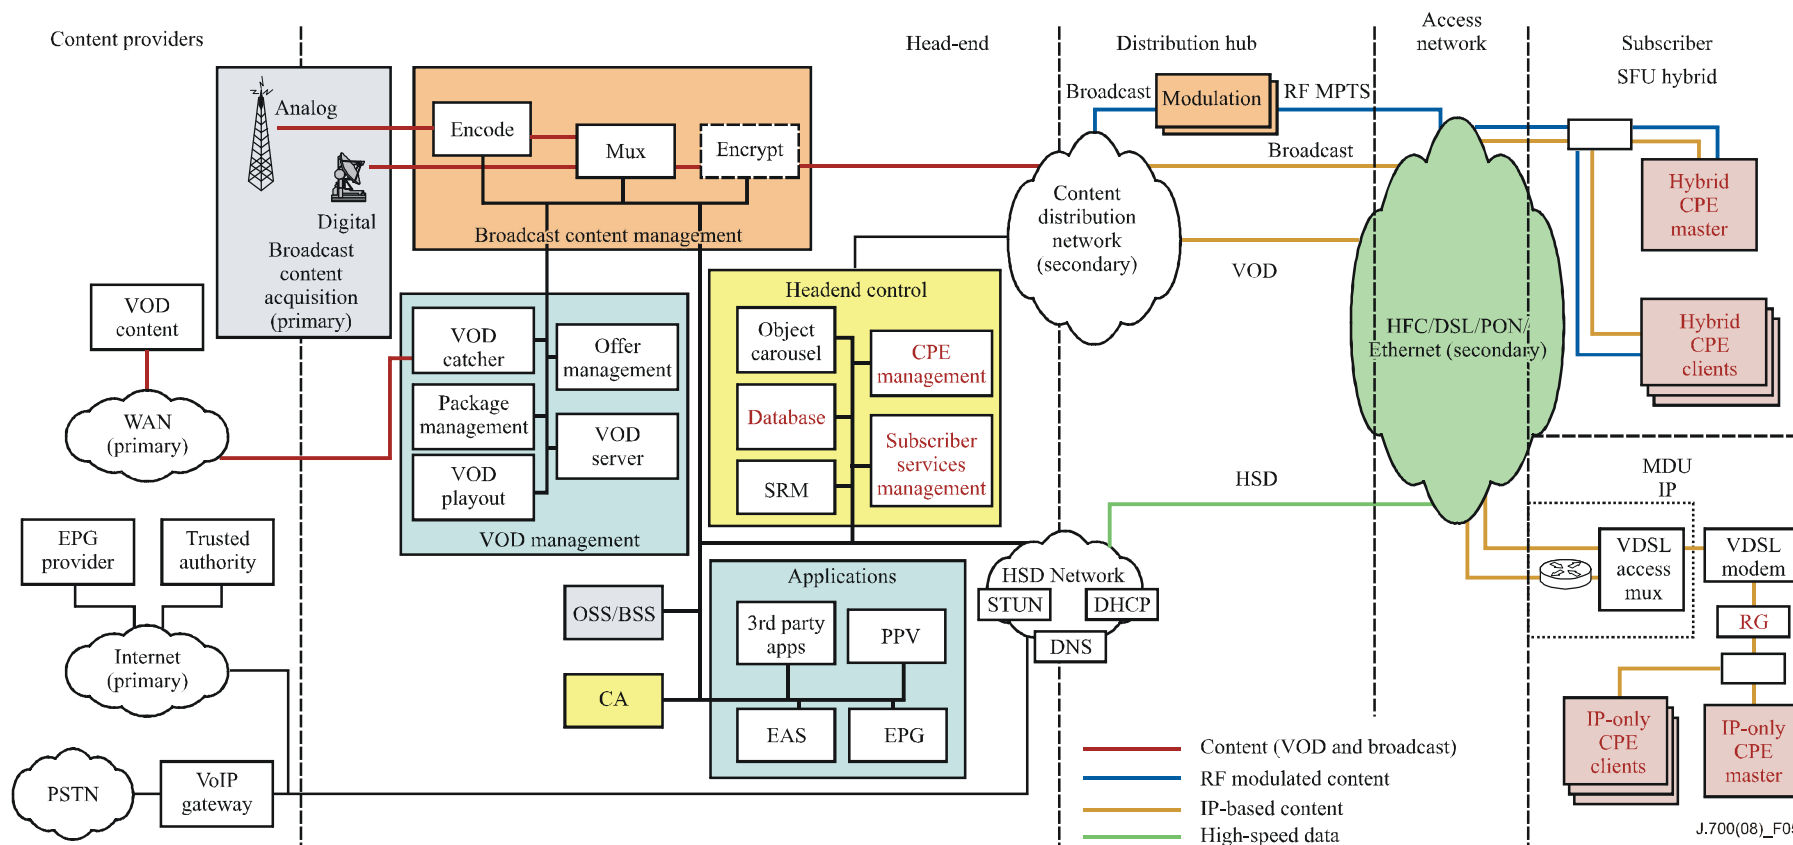 Content providers
Head-end
Distribution hub
Access
network
Subscriber
SFU hybrid
Analog
Digital
Broadcast
content
acquisition
(primary)
Encode
Mux
Encrypt
Broadcast content management
Broadcast
Modulation
RF MPTS
Broadcast
Content
distribution
network
(secondary)
VOD
HFC/DSL/PON/
Ethernet (secondary)
Hybrid
CPE
master
Hybrid
CPE
clients
VOD
content
WAN
(primary)
VOD
catcher
Offer
management
Package
management
VOD
server
VOD
playout
VOD management
Headend control
Object
carousel
CPE
management
Database
Subscriber
services
management
SRM
HSD
MDU
IP
VDSL
access
mux
VDSL
modem
RG
IP-only
CPE
clients
IP-only
CPE
master
EPG
provider
Trusted
authority
Internet
(primary)
PSTN
VoIP
gateway
OSS/BSS
CA
Applications
3rd party
apps
PPV
EAS
EPG
HSD Network
STUN
DHCP
DNS
Content (VOD and broadcast)
RF modulated content
IP-based content
High-speed data
J.700(08)_F05